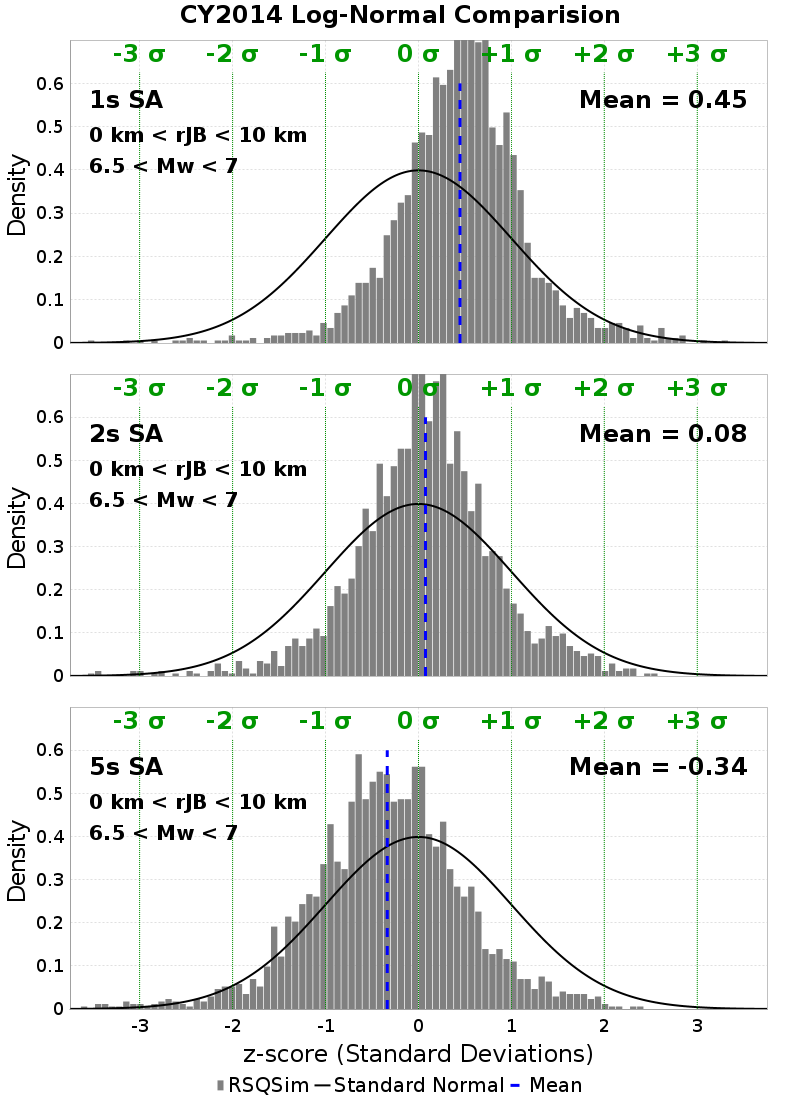 CY2014 Log-Normal Comparision
-3 σ -2 σ -1 σ 0 σ +1 σ +2 σ +3 σ
1s SA Mean = 0.45
0 km < rJB < 10 km
6.5 < Mw < 7
Density
0.6
0.5
0.4
0.3
0.2
0.1
0
-3 σ -2 σ -1 σ 0 σ +1 σ +2 σ +3 σ
2s SA Mean = 0.08
0 km < rJB < 10 km
6.5 < Mw < 7
Density
0.6
0.5
0.4
0.3
0.2
0.1
0
-3 σ -2 σ -1 σ 0 σ +1 σ +2 σ +3 σ
5s SA Mean = -0.34
0 km < rJB < 10 km
6.5 < Mw < 7
Density
0.6
0.5
0.4
0.3
0.2
0.1
0
-3 -2 -1 0 1 2 3
z-score (Standard Deviations)
RSQSim Standard Normal Mean